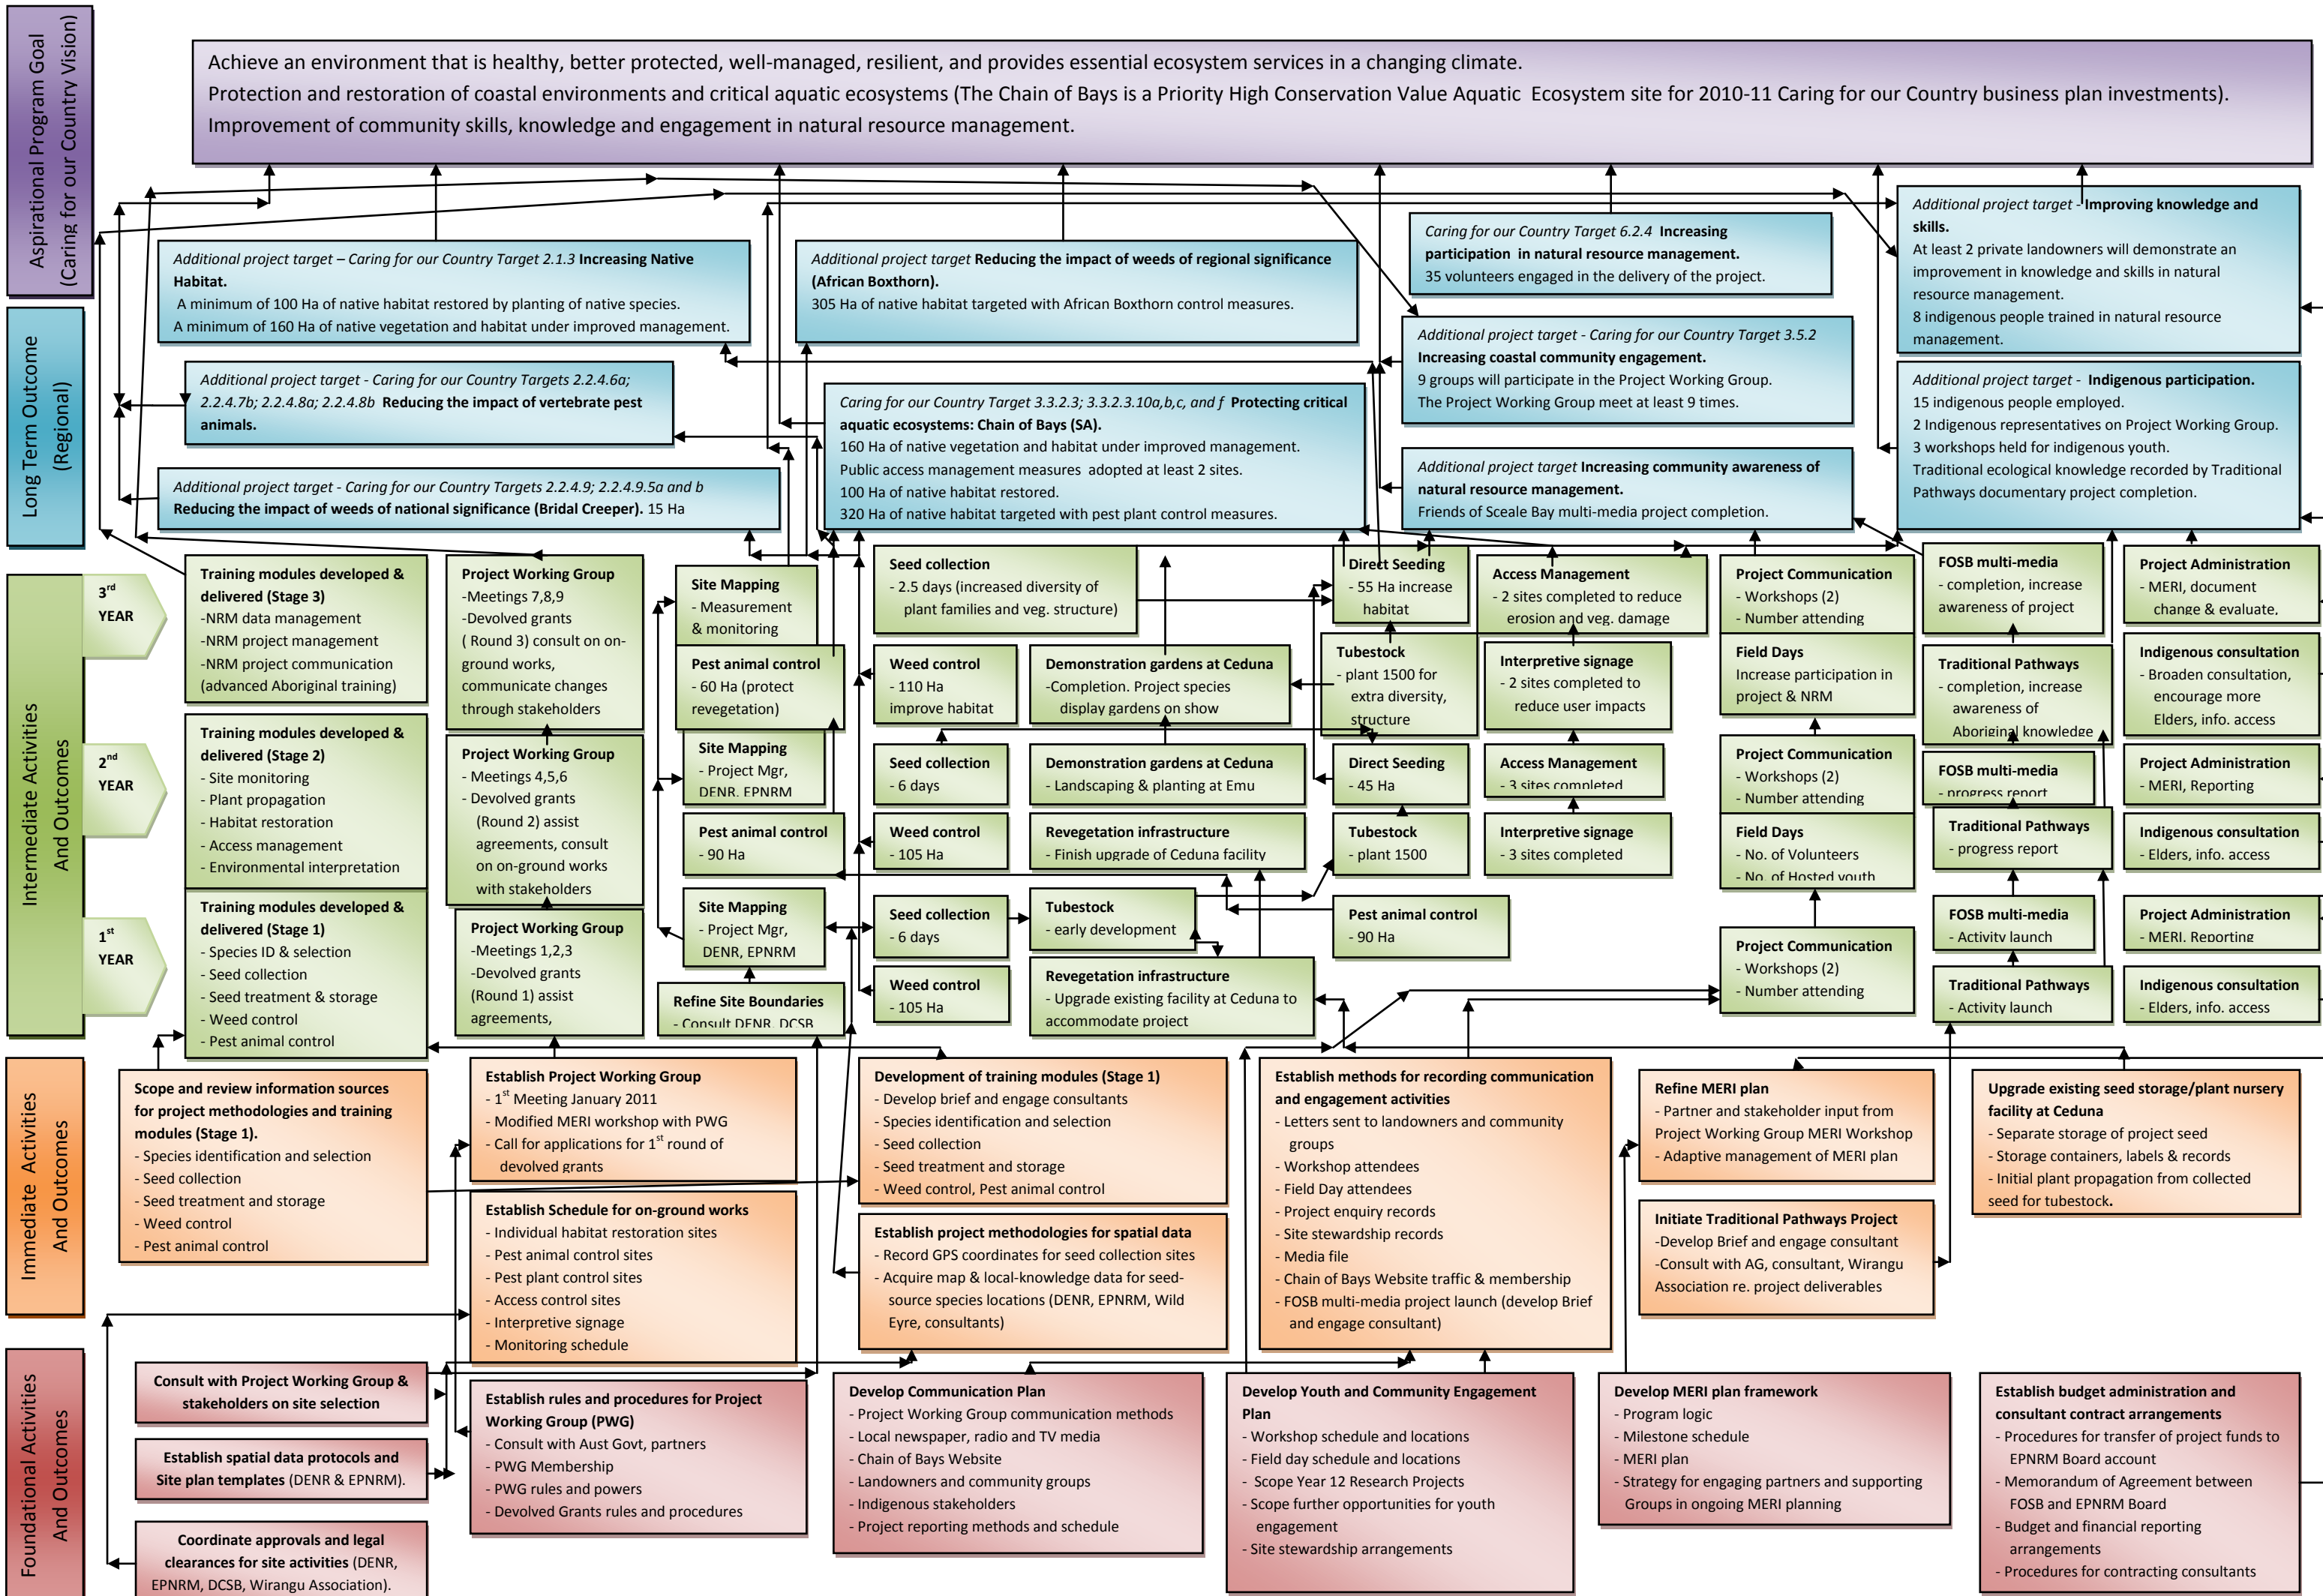 Aspirational Program Goal
(Caring for our Country Vision)
Achieve an environment that is healthy, better protected, well-managed, resilient, and provides essential ecosystem services in a changing climate.
Protection and restoration of coastal environments and critical aquatic ecosystems (The Chain of Bays is a Priority High Conservation Value Aquatic Ecosystem site for 2010-11 Caring for our Country business plan investments).
Improvement of community skills, knowledge and engagement in natural resource management.
Long Term Outcome
(Regional)
Additional project target – Caring for our Country Target 2.1.3 Increasing Native
Habitat.
A minimum of 100 Ha of native habitat restored by planting of native species.
A minimum of 160 Ha of native vegetation and habitat under improved management.
Additional project target Reducing the impact of weeds of regional significance
(African Boxthorn).
305 Ha of native habitat targeted with African Boxthorn control measures.
Caring for our Country Target 6.2.4 Increasing
participation in natural resource management.
35 volunteers engaged in the delivery of the project.
Additional project target - Improving knowledge and
skills.
At least 2 private landowners will demonstrate an
improvement in knowledge and skills in natural
resource management.
8 indigenous people trained in natural resource
management.
Additional project target - Caring for our Country Target 3.5.2
Increasing coastal community engagement.
9 groups will participate in the Project Working Group.
The Project Working Group meet at least 9 times.
Additional project target - Caring for our Country Targets 2.2.4.6a;
2.2.4.7b; 2.2.4.8a; 2.2.4.8b Reducing the impact of vertebrate pest
animals.
Caring for our Country Target 3.3.2.3; 3.3.2.3.10a,b,c, and f Protecting critical
aquatic ecosystems: Chain of Bays (SA).
160 Ha of native vegetation and habitat under improved management.
Public access management measures adopted at least 2 sites.
100 Ha of native habitat restored.
320 Ha of native habitat targeted with pest plant control measures.
Additional project target - Indigenous participation.
15 indigenous people employed.
2 Indigenous representatives on Project Working Group.
3 workshops held for indigenous youth.
Traditional ecological knowledge recorded by Traditional
Pathways documentary project completion.
Additional project target - Caring for our Country Targets 2.2.4.9; 2.2.4.9.5a and b
Reducing the impact of weeds of national significance (Bridal Creeper). 15 Ha
Additional project target Increasing community awareness of
natural resource management.
Friends of Sceale Bay multi-media project completion.
Intermediate Activities
And Outcomes
3rd
YEAR
Training modules developed &
delivered (Stage 3)
-NRM data management
-NRM project management
-NRM project communication
(advanced Aboriginal training)
Project Working Group
-Meetings 7,8,9
-Devolved grants
( Round 3) consult on on-
ground works,
communicate changes
through stakeholders
Site Mapping
- Measurement
& monitoring
Pest animal control
- 60 Ha (protect
revegetation)
Seed collection
- 2.5 days (increased diversity of
plant families and veg. structure)
Weed control
- 110 Ha
improve habitat
Demonstration gardens at Ceduna
-Completion. Project species
display gardens on show
Direct Seeding
- 55 Ha increase
habitat
Tubestock
- plant 1500 for
extra diversity,
structure
Access Management
- 2 sites completed to reduce
erosion and veg. damage
Interpretive signage
- 2 sites completed to
reduce user impacts
Project Communication
- Workshops (2)
- Number attending
Field Days
Increase participation in
project & NRM
FOSB multi-media
- completion, increase
awareness of project
Traditional Pathways
- completion, increase
awareness of
Aboriginal knowledge
Project Administration
- MERI, document
change & evaluate.
Indigenous consultation
- Broaden consultation,
encourage more
Elders, info. access
2nd
YEAR
Training modules developed &
delivered (Stage 2)
- Site monitoring
- Plant propagation
- Habitat restoration
- Access management
- Environmental interpretation
Project Working Group
- Meetings 4,5,6
- Devolved grants
(Round 2) assist
agreements, consult
on on-ground works
with stakeholders
Site Mapping
- Project Mgr,
DENR, EPNRM
Pest animal control
- 90 Ha
Seed collection
- 6 days
Weed control
- 105 Ha
Demonstration gardens at Ceduna
- Landscaping & planting at Emu
Revegetation infrastructure
- Finish upgrade of Ceduna facility
Direct Seeding
- 45 Ha
Tubestock
- plant 1500
Access Management
- 3 sites completed
Interpretive signage
- 3 sites completed
Project Communication
- Workshops (2)
- Number attending
Field Days
- No. of Volunteers
- No. of Hosted youth
FOSB multi-media
- progress report
Traditional Pathways
- progress report
Project Administration
- MERI, Reporting
Indigenous consultation
- Elders, info. access
1st
YEAR
Training modules developed &
delivered (Stage 1)
- Species ID & selection
- Seed collection
- Seed treatment & storage
- Weed control
- Pest animal control
Project Working Group
-Meetings 1,2,3
-Devolved grants
(Round 1) assist
agreements,
Site Mapping
- Project Mgr,
DENR, EPNRM
Refine Site Boundaries
- Consult DENR, DCSB
Seed collection
- 6 days
Weed control
- 105 Ha
Tubestock
- early development
Revegetation infrastructure
- Upgrade existing facility at Ceduna to
accommodate project
Pest animal control
- 90 Ha
Project Communication
- Workshops (2)
- Number attending
FOSB multi-media
- Activity launch
Traditional Pathways
- Activity launch
Project Administration
- MERI, Reporting
Indigenous consultation
- Elders, info. access
Immediate Activities
And Outcomes
Scope and review information sources
for project methodologies and training
modules (Stage 1).
- Species identification and selection
- Seed collection
- Seed treatment and storage
- Weed control
- Pest animal control
Establish Project Working Group
- 1st Meeting January 2011
- Modified MERI workshop with PWG
- Call for applications for 1st round of
devolved grants
Establish Schedule for on-ground works
- Individual habitat restoration sites
- Pest animal control sites
- Pest plant control sites
- Access control sites
- Interpretive signage
- Monitoring schedule
Development of training modules (Stage 1)
- Develop brief and engage consultants
- Species identification and selection
- Seed collection
- Seed treatment and storage
- Weed control, Pest animal control
Establish project methodologies for spatial data
- Record GPS coordinates for seed collection sites
- Acquire map & local-knowledge data for seed-
source species locations (DENR, EPNRM, Wild
Eyre, consultants)
Establish methods for recording communication
and engagement activities
- Letters sent to landowners and community
groups
- Workshop attendees
- Field Day attendees
- Project enquiry records
- Site stewardship records
- Media file
- Chain of Bays Website traffic & membership
- FOSB multi-media project launch (develop Brief
and engage consultant)
Refine MERI plan
- Partner and stakeholder input from
Project Working Group MERI Workshop
- Adaptive management of MERI plan
Initiate Traditional Pathways Project
-Develop Brief and engage consultant
-Consult with AG, consultant, Wirangu
Association re. project deliverables
Upgrade existing seed storage/plant nursery
facility at Ceduna
- Separate storage of project seed
- Storage containers, labels & records
- Initial plant propagation from collected
seed for tubestock.
Foundational Activities
And Outcomes
Consult with Project Working Group &
stakeholders on site selection
Establish spatial data protocols and
Site plan templates (DENR & EPNRM).
Coordinate approvals and legal
clearances for site activities (DENR,
EPNRM, DCSB, Wirangu Association).
Establish rules and procedures for Project
Working Group (PWG)
- Consult with Aust Govt, partners
- PWG Membership
- PWG rules and powers
- Devolved Grants rules and procedures
Develop Communication Plan
- Project Working Group communication methods
- Local newspaper, radio and TV media
- Chain of Bays Website
- Landowners and community groups
- Indigenous stakeholders
- Project reporting methods and schedule
Develop Youth and Community Engagement
Plan
- Workshop schedule and locations
- Field day schedule and locations
- Scope Year 12 Research Projects
- Scope further opportunities for youth
engagement
- Site stewardship arrangements
Develop MERI plan framework
- Program logic
- Milestone schedule
- MERI plan
- Strategy for engaging partners and supporting
Groups in ongoing MERI planning
Establish budget administration and
consultant contract arrangements
- Procedures for transfer of project funds to
EPNRM Board account
- Memorandum of Agreement between
FOSB and EPNRM Board
- Budget and financial reporting
arrangements
- Procedures for contracting consultants